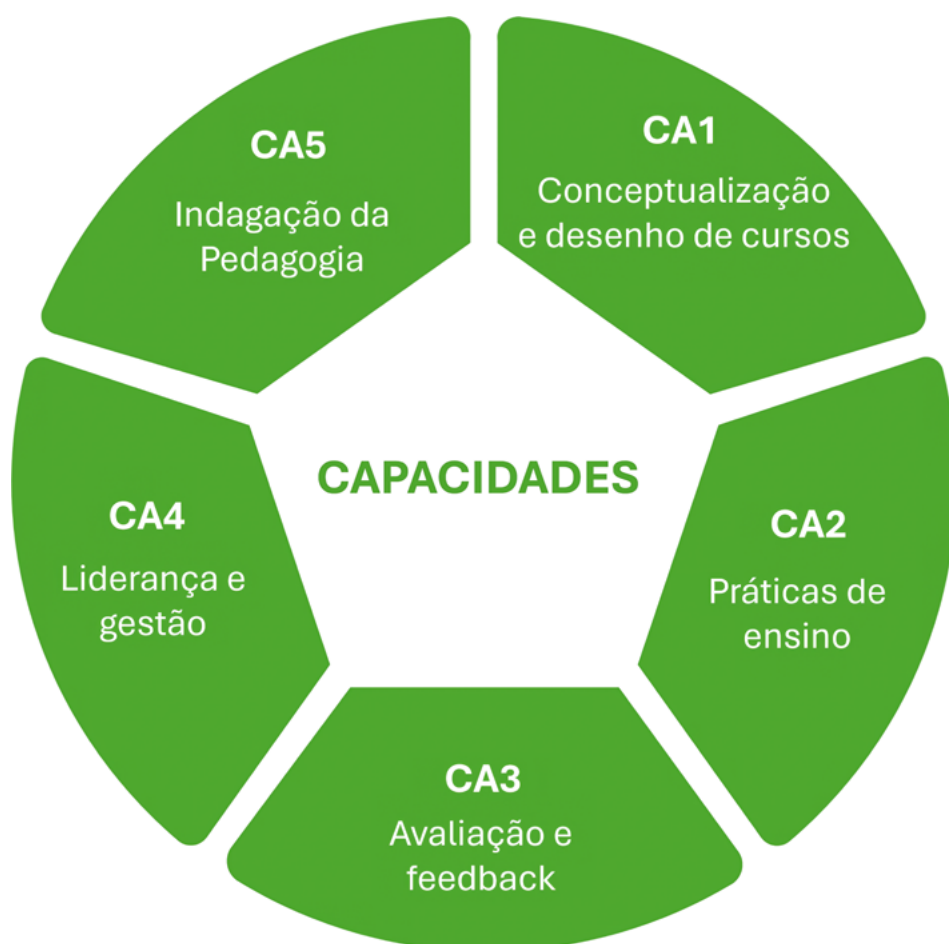 CAPACIDADES
CA1
Conceptualização
e desenho de cursos
CA2
Práticas de
ensino
CA3
Avaliação e
feedback
CA4
Liderança e
gestão
CA5
Indagação da
Pedagogia